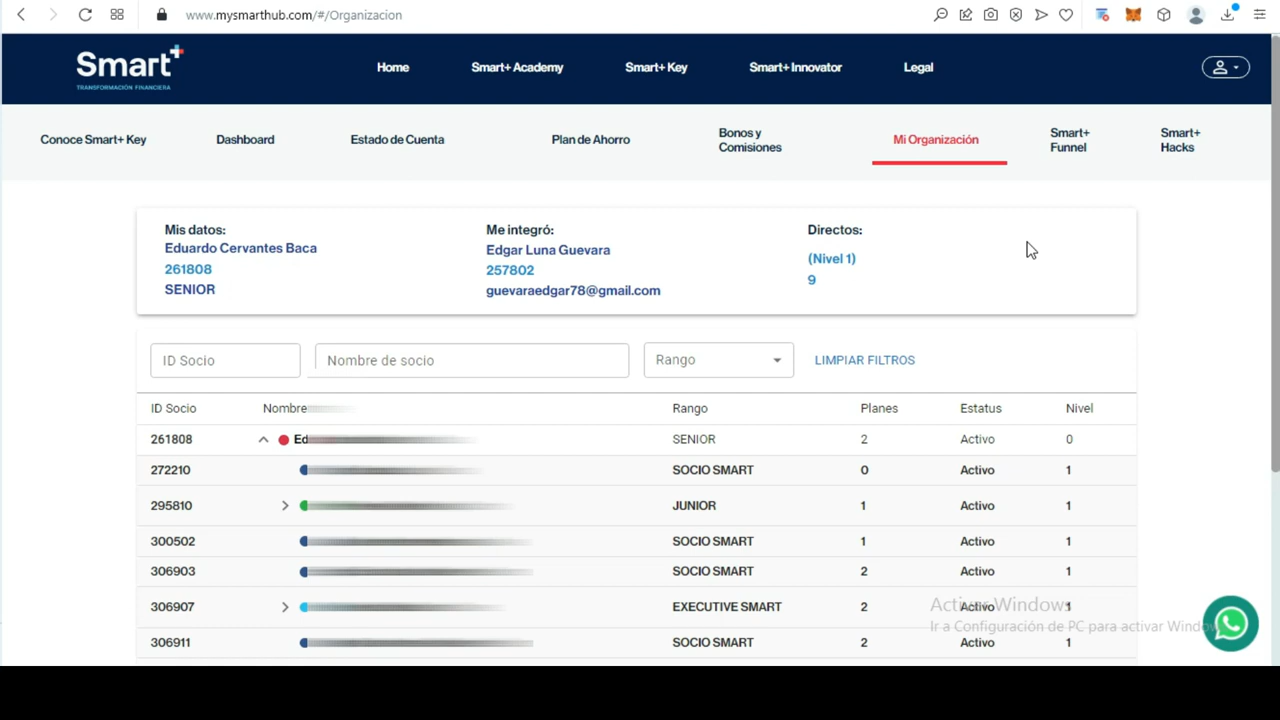 www.mysmarthub.com/#/Organizacion
Smart+
TRANSFORMACIÓN FINANCIERA
Home
Smart+ Academy
Smart+ Key
Smart+ Innovator
Legal
Conoce Smart+ Key
Dashboard
Estado de Cuenta
Plan de Ahorro
Bonos y
Comisiones
Mi Organización
Smart+
Funnel
Smart+
Hacks
Mis datos:
Eduardo Cervantes Baca
261808
SENIOR
Me integró:
Edgar Luna Guevara
257802
guevaraedgar78@gmail.com
Directos:
(Nivel 1)
9
ID Socio
Nombre de socio
Rango
LIMPIAR FILTROS
ID Socio Nombre Rango Planes Estatus Nivel
261808 Ed SENIOR 2 Activo 0
272210 SOCIO SMART 0 Activo 1
295810 JUNIOR 1 Activo 1
300502 SOCIO SMART 1 Activo 1
306903 SOCIO SMART 2 Activo 1
306907 EXECUTIVE SMART 2 Activo 1
306911 SOCIO SMART 2 Activo 1
Activar Windows
Ir a Configuración de PC para activar Windows